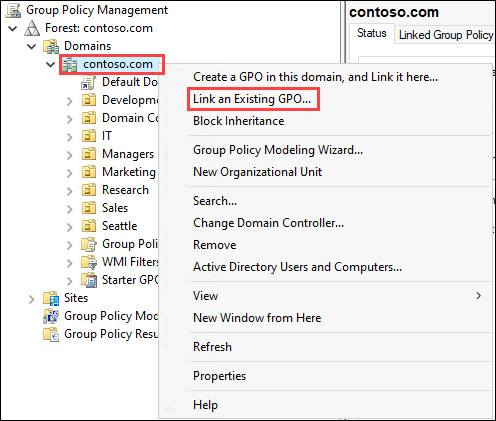 Group Policy Management
Forest: contoso.com
Domains
contoso.com
Default Do
Developme
Domain Co
IT
Managers
Marketing
Research
Sales
Seattle
Group Polic
WMI Filters
Starter GPO
Sites
Group Policy Mod
Group Policy Resu
Create a GPO in this domain, and Link it here...
Link an Existing GPO...
Block Inheritance
Group Policy Modeling Wizard...
New Organizational Unit
Search...
Change Domain Controller...
Remove
Active Directory Users and Computers...
View
New Window from Here
Refresh
Properties
Help
contoso.com
Status Linked Group Policy